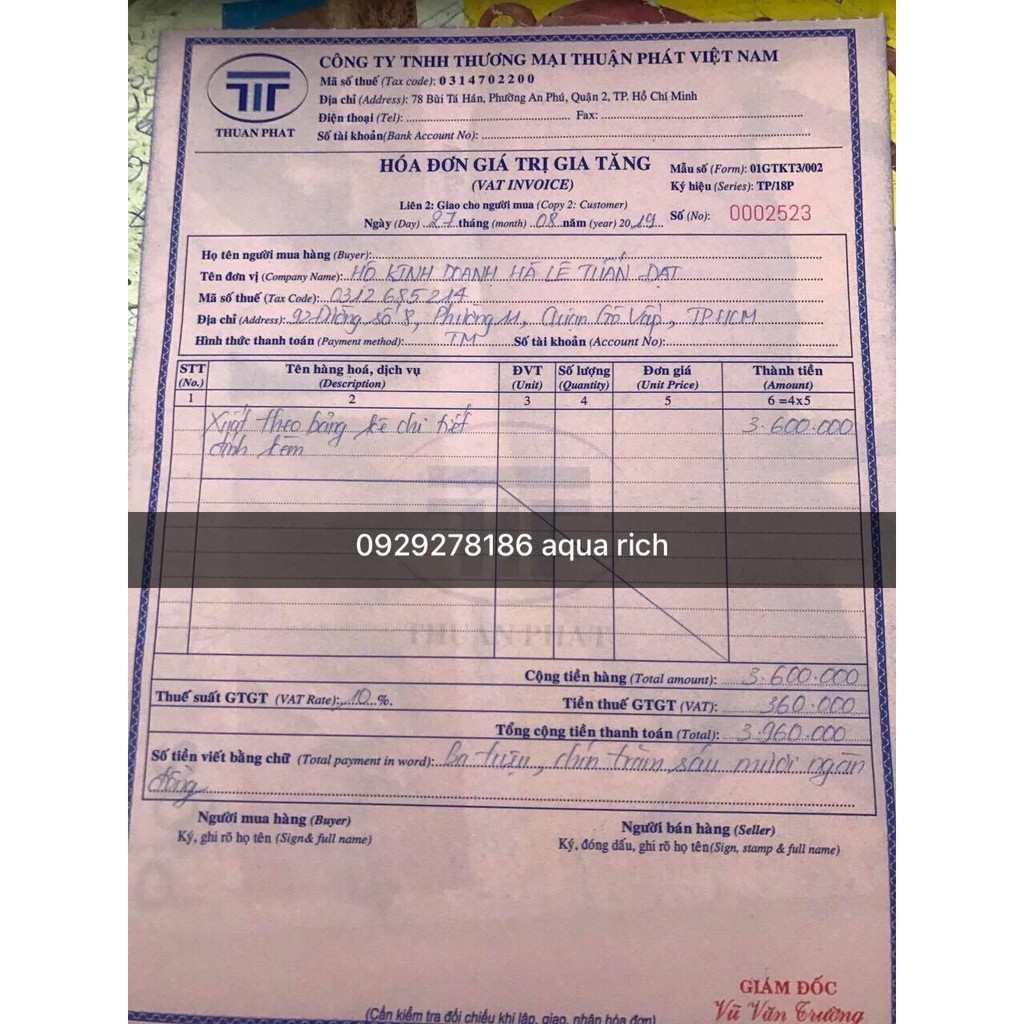 CÔNG TY TNHH THƯƠNG MẠI THUẬN PHÁT VIỆT NAM
Mã số thuế (Tax code): 0314702200
Địa chỉ (Address): 78 Bùi Tá Hán, Phường An Phú, Quận 2, TP. Hồ Chí Minh
Điện thoại (Tel): Fax:
Số tài khoản(Bank Account No):
THUAN PHAT
HÓA ĐƠN GIÁ TRỊ GIA TĂNG
(VAT INVOICE)
Liên 2: Giao cho người mua (Copy 2: Customer)
Ngày (Day) 27 tháng (month) 08 năm (year) 2019
Mẫu số (Form): 01GTKT3/002
Ký hiệu (Series): TP/18P
Số (No): 0002523
Họ tên người mua hàng (Buyer):
Tên đơn vị (Company Name): HỘ KINH DOANH HÀ LÊ TUẤN ĐẠT
Mã số thuế (Tax Code): 0312685214
Địa chỉ (Address): 92 Đường số 8, Phường 11, Quận Gò Vấp, TP.HCM
Hình thức thanh toán (Payment method): TM Số tài khoản (Account No):
STT Tên hàng hoá, dịch vụ ĐVT Số lượng Đơn giá Thành tiền
(No.) (Description) (Unit) (Quantity) (Unit Price) (Amount)
1 2 3 4 5 6 =4x5
Xuất theo bảng kê chi tiết 3.600.000
đính kèm
0929278186 aqua rich
THUAN PHAT
Cộng tiền hàng (Total amount): 3.600.000
Thuế suất GTGT (VAT Rate): 10 %. Tiền thuế GTGT (VAT): 360.000
Tổng cộng tiền thanh toán (Total): 3.960.000
Số tiền viết bằng chữ (Total payment in word): Ba triệu, chín trăm sáu mươi ngàn
đồng
Người mua hàng (Buyer) Người bán hàng (Seller)
Ký, ghi rõ họ tên (Sign& full name) Ký, đóng dấu, ghi rõ họ tên(Sign, stamp & full name)
GIÁM ĐỐC
Vũ Văn Trường
(Cần kiểm tra đối chiếu khi lập, giao, nhận hóa đơn)